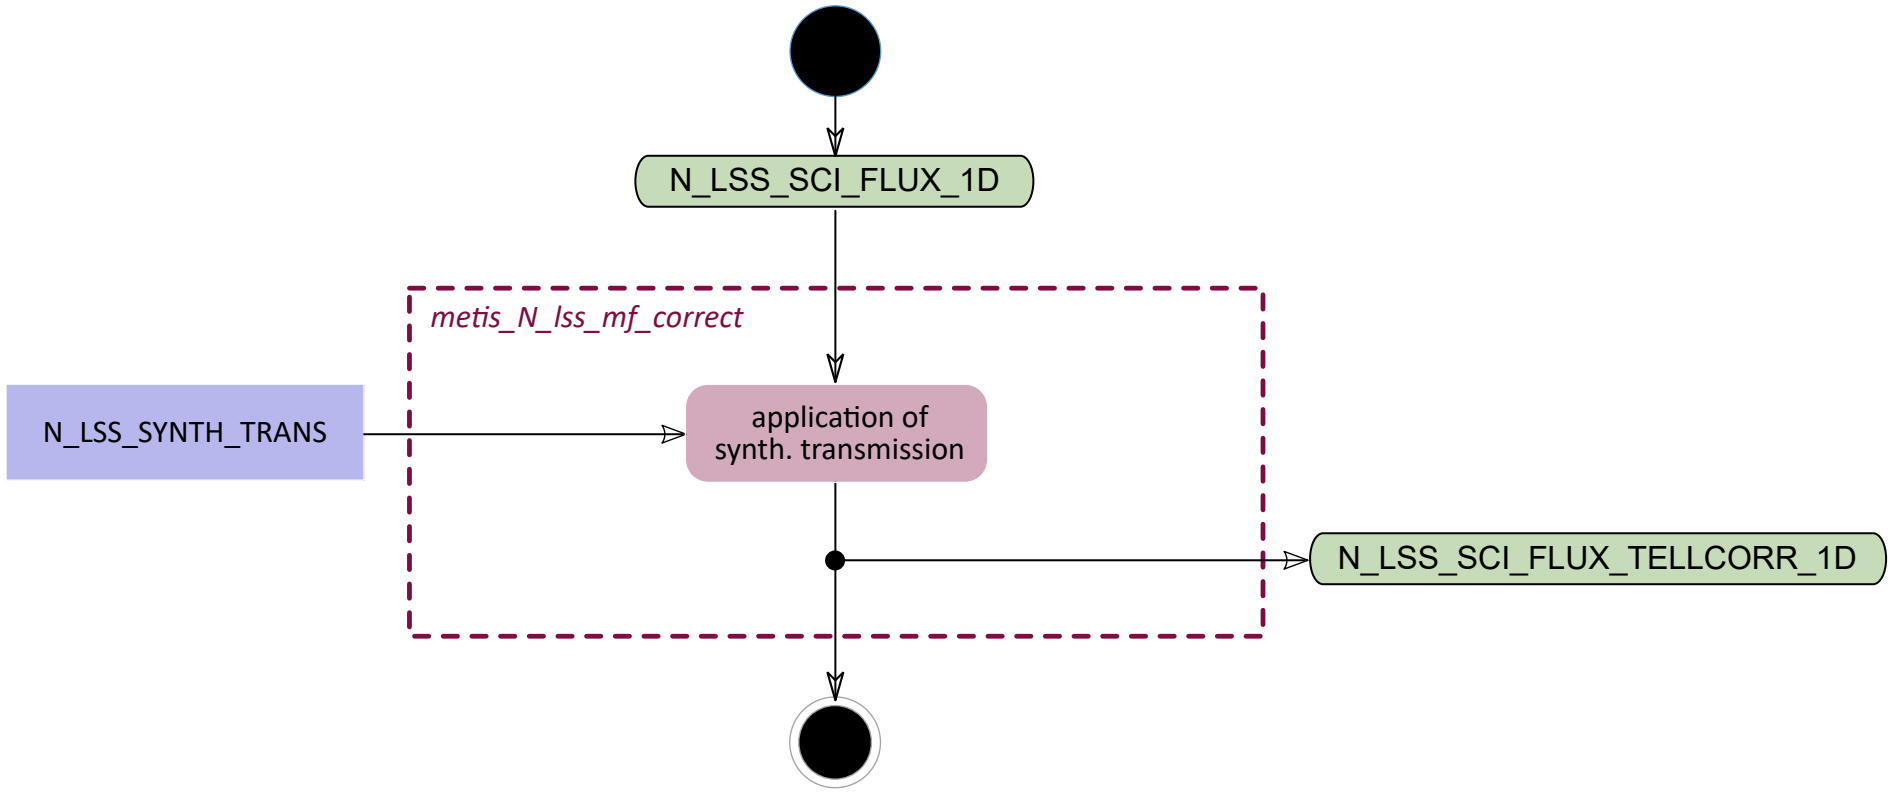 N_LSS_SCI_FLUX_1D
metis_N_lss_mf_correct
N_LSS_SYNTH_TRANS
application of
synth. transmission
N_LSS_SCI_FLUX_TELLCORR_1D